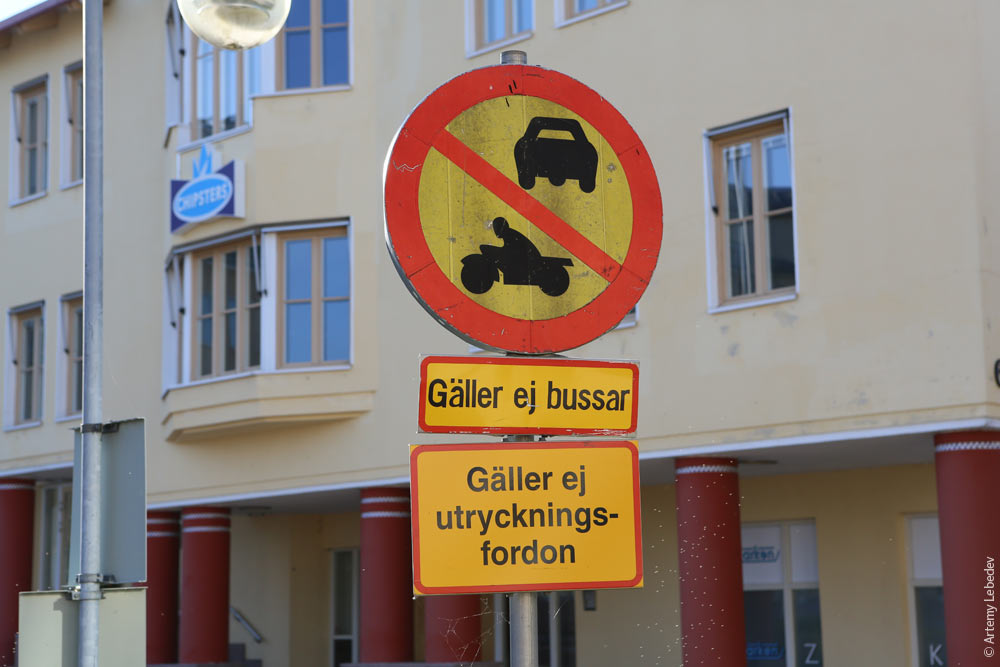 CHIPSTERS
Gäller ej bussar
Gäller ej
utrycknings-
fordon
Z
K
© Artemy Lebedev